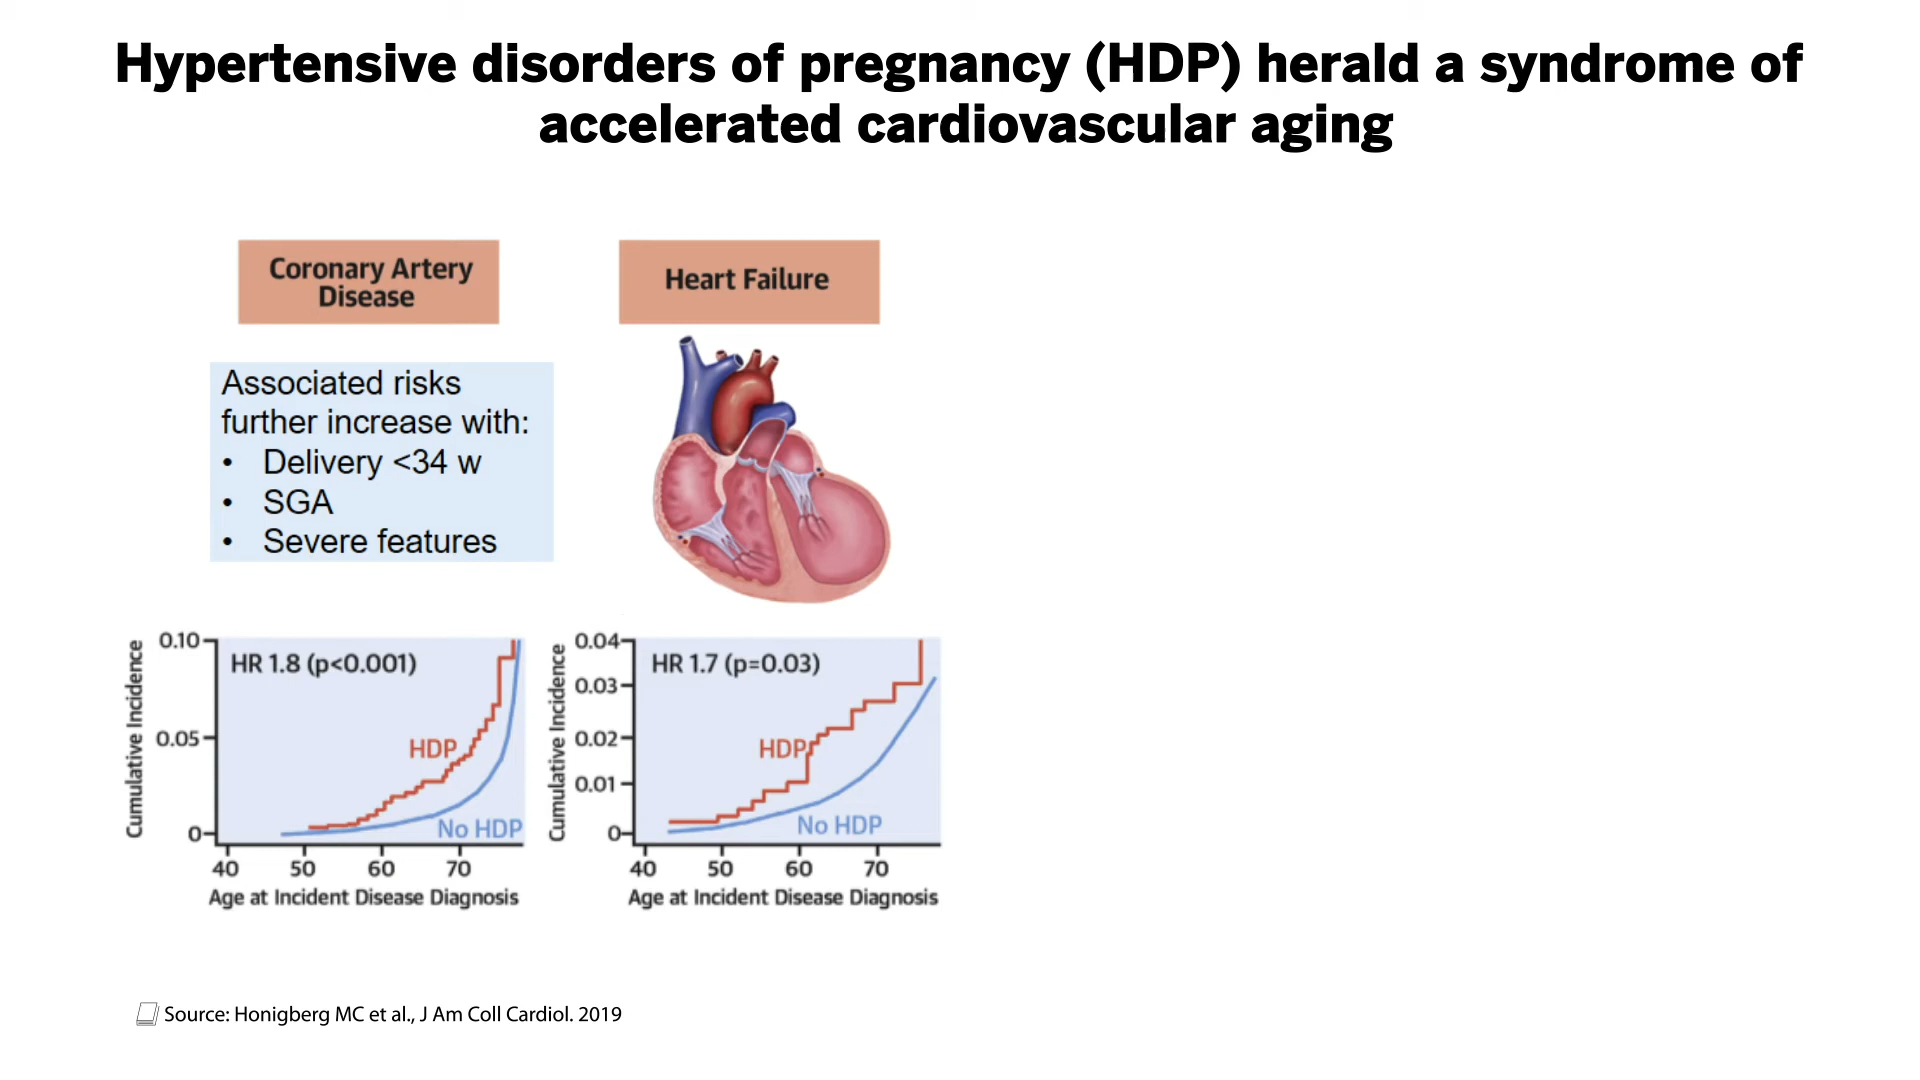 Hypertensive disorders of pregnancy (HDP) herald a syndrome of
accelerated cardiovascular aging
Coronary Artery
Disease
Heart Failure
Associated risks
further increase with:
• Delivery <34 w
• SGA
• Severe features
Cumulative Incidence
0.10
0.05
0
HR 1.8 (p<0.001)
HDP
No HDP
40 50 60 70
Age at Incident Disease Diagnosis
Cumulative Incidence
0.04
0.03
0.02
0.01
0
HR 1.7 (p=0.03)
HDP
No HDP
40 50 60 70
Age at Incident Disease Diagnosis
Source: Honigberg MC et al., J Am Coll Cardiol. 2019